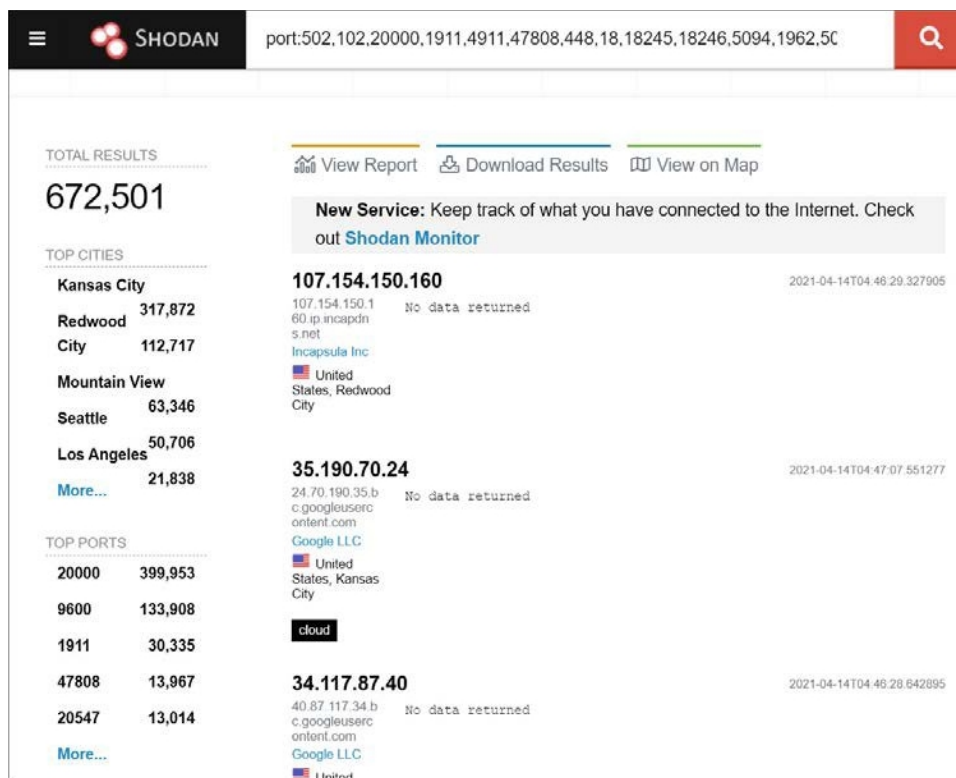 SHODAN
port:502,102,20000,1911,4911,47808,448,18,18245,18246,5094,1962,50
TOTAL RESULTS
672,501
TOP CITIES
Kansas City
317,872
Redwood
City 112,717
Mountain View
63,346
Seattle
50,706
Los Angeles
21,838
More...
TOP PORTS
20000 399,953
9600 133,908
1911 30,335
47808 13,967
20547 13,014
More...
View Report Download Results View on Map
New Service: Keep track of what you have connected to the Internet. Check
out Shodan Monitor
107.154.150.160 2021-04-14T04:46:29.327905
107.154.150.1 No data returned
60.ip.incapdn
s.net
Incapsula Inc
United
States, Redwood
City
35.190.70.24 2021-04-14T04:47:07.551277
24.70.190.35.b No data returned
c.googleuserc
ontent.com
Google LLC
United
States, Kansas
City
cloud
34.117.87.40 2021-04-14T04:46:28.642895
40.87.117.34.b No data returned
c.googleuserc
ontent.com
Google LLC
United